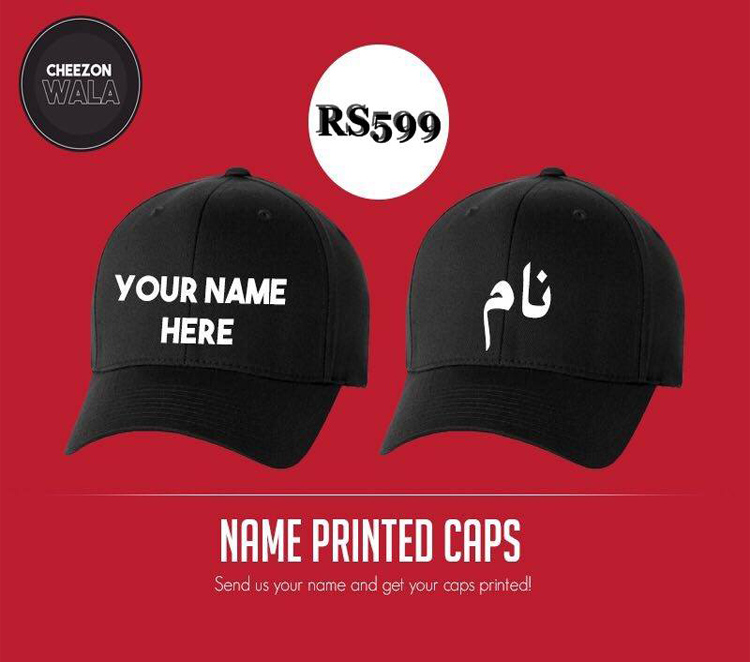 CHEEZON
WALA
RS599
YOUR NAME
HERE
نام
NAME PRINTED CAPS
Send us your name and get your caps printed!